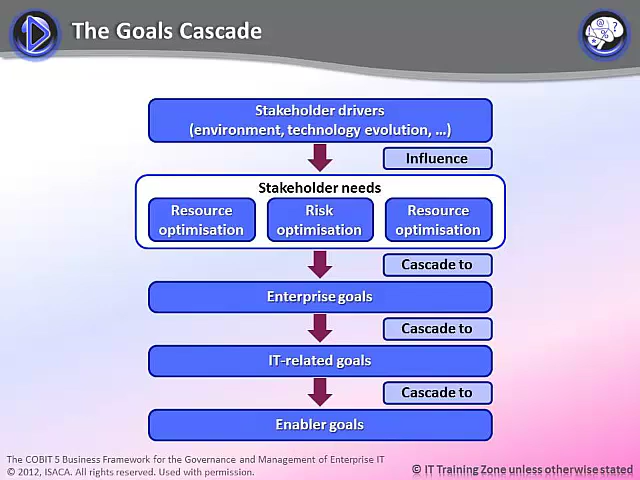 The Goals Cascade
Stakeholder drivers
(environment, technology evolution, ...)
Influence
Stakeholder needs
Resource
optimisation
Risk
optimisation
Resource
optimisation
Cascade to
Enterprise goals
Cascade to
IT-related goals
Cascade to
Enabler goals
The COBIT 5 Business Framework for the Governance and Management of Enterprise IT
© 2012, ISACA. All rights reserved. Used with permission.
© IT Training Zone unless otherwise stated